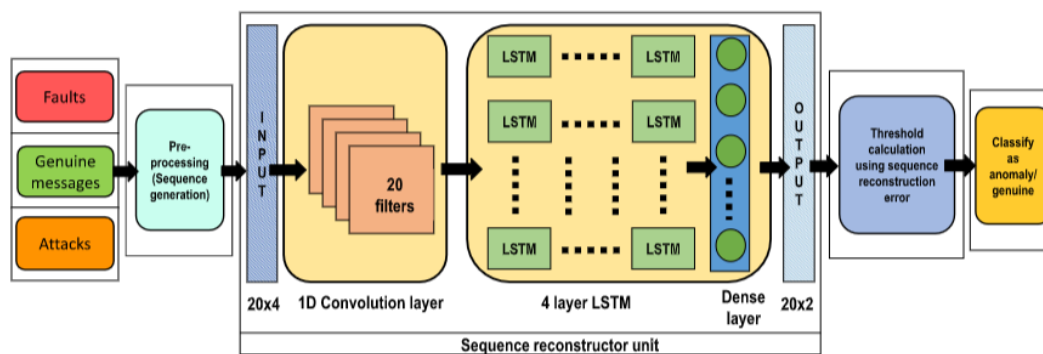 Faults
Genuine
messages
Attacks
Pre-
processing
(Sequence
generation)
INPUT
20x4
20
filters
1D Convolution layer
LSTM
LSTM
LSTM
LSTM
LSTM
LSTM
4 layer LSTM
Dense
layer
OUTPUT
20x2
Sequence reconstructor unit
Threshold
calculation
using sequence
reconstruction
error
Classify
as
anomaly/
genuine